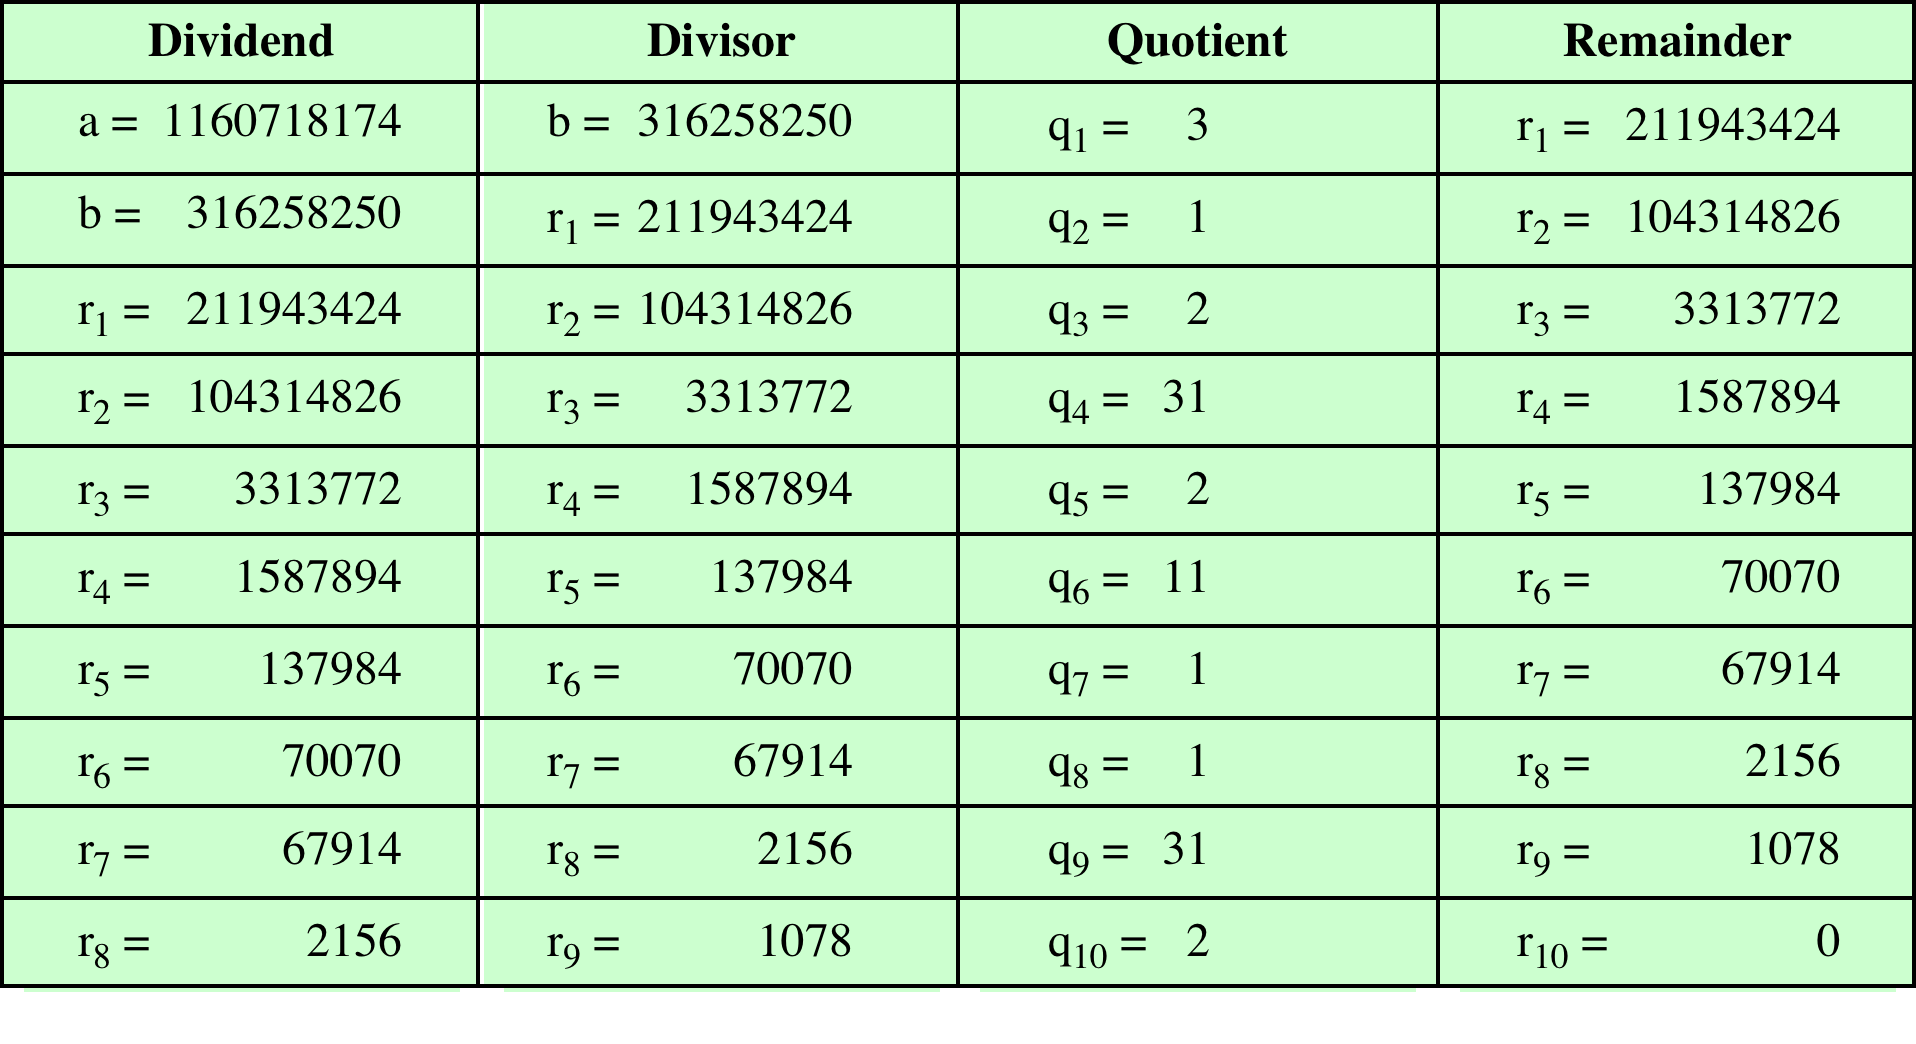 Dividend Divisor Quotient Remainder
a = 1160718174 b = 316258250 q1 = 3 r1 = 211943424
b = 316258250 r1 = 211943424 q2 = 1 r2 = 104314826
r1 = 211943424 r2 = 104314826 q3 = 2 r3 = 3313772
r2 = 104314826 r3 = 3313772 q4 = 31 r4 = 1587894
r3 = 3313772 r4 = 1587894 q5 = 2 r5 = 137984
r4 = 1587894 r5 = 137984 q6 = 11 r6 = 70070
r5 = 137984 r6 = 70070 q7 = 1 r7 = 67914
r6 = 70070 r7 = 67914 q8 = 1 r8 = 2156
r7 = 67914 r8 = 2156 q9 = 31 r9 = 1078
r8 = 2156 r9 = 1078 q10 = 2 r10 = 0